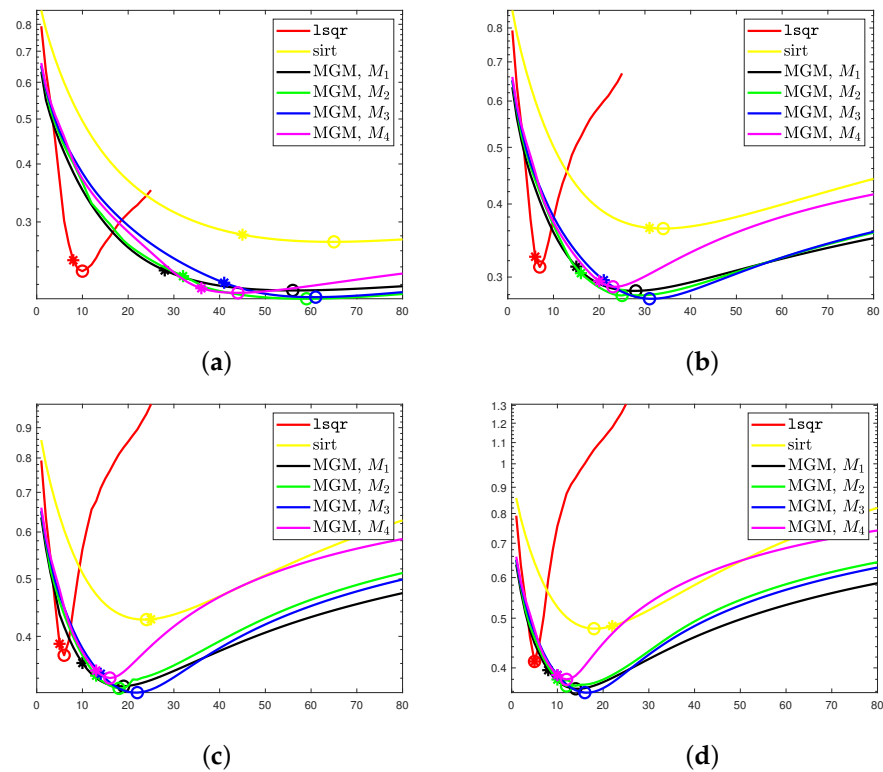 0.8
0.7
0.6
0.5
0.4
0.3
lsqr
sirt
MGM, M₁
MGM, M₂
MGM, M₃
MGM, M₄
10 20 30 40 50 60 70 80
(a)
0.8
0.7
0.6
0.5
0.4
0.3
lsqr
sirt
MGM, M₁
MGM, M₂
MGM, M₃
MGM, M₄
0 10 20 30 40 50 60 70 80
(b)
0.9
0.8
0.7
0.6
0.5
0.4
lsqr
sirt
MGM, M₁
MGM, M₂
MGM, M₃
MGM, M₄
0 10 20 30 40 50 60 70 80
(c)
1.3
1.2
1.1
1
0.9
0.8
0.7
0.6
0.5
0.4
lsqr
sirt
MGM, M₁
MGM, M₂
MGM, M₃
MGM, M₄
0 10 20 30 40 50 60 70 80
(d)